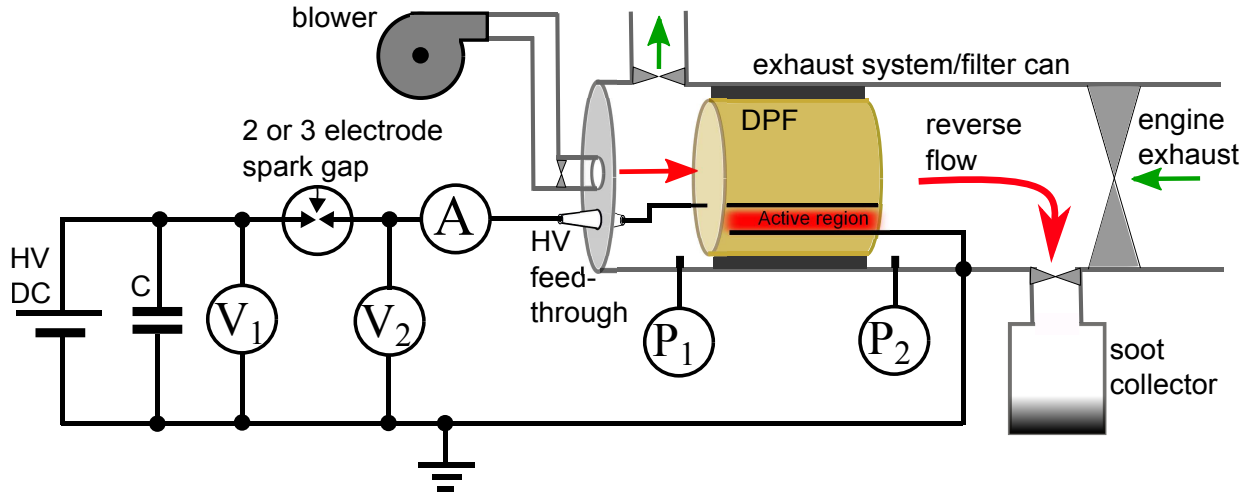 blower
exhaust system/filter can
DPF
2 or 3 electrode
spark gap
reverse
flow
engine
exhaust
Active region
A
HV
DC
C
V1
V2
HV
feed-
through
P1
P2
soot
collector